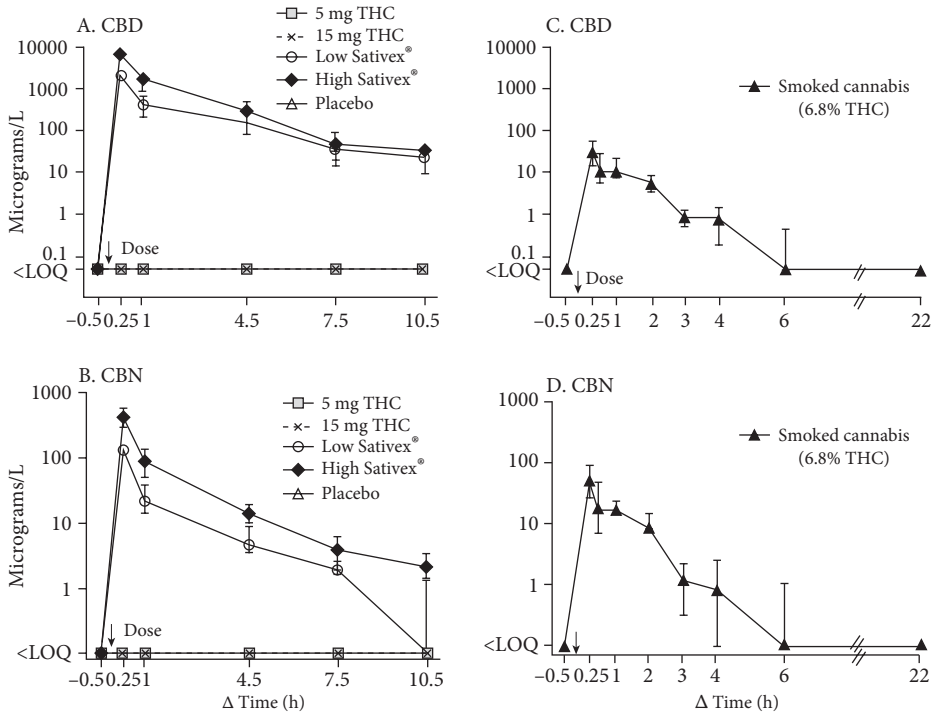 A. CBD
5 mg THC
15 mg THC
Low Sativex®
High Sativex®
Placebo
10000
1000
100
10
1
0.1
<LOQ
Micrograms/L
Dose
−0.5 0.25 1 4.5 7.5 10.5
C. CBD
10000
1000
100
10
1
0.1
<LOQ
Smoked cannabis
(6.8% THC)
Dose
−0.5 0.25 1 2 3 4 6 22
B. CBN
5 mg THC
15 mg THC
Low Sativex®
High Sativex®
Placebo
1000
100
10
1
<LOQ
Micrograms/L
Dose
−0.5 0.25 1 4.5 7.5 10.5
Δ Time (h)
D. CBN
1000
100
10
1
<LOQ
Smoked cannabis
(6.8% THC)
−0.5 0.25 1 2 3 4 6 22
Δ Time (h)